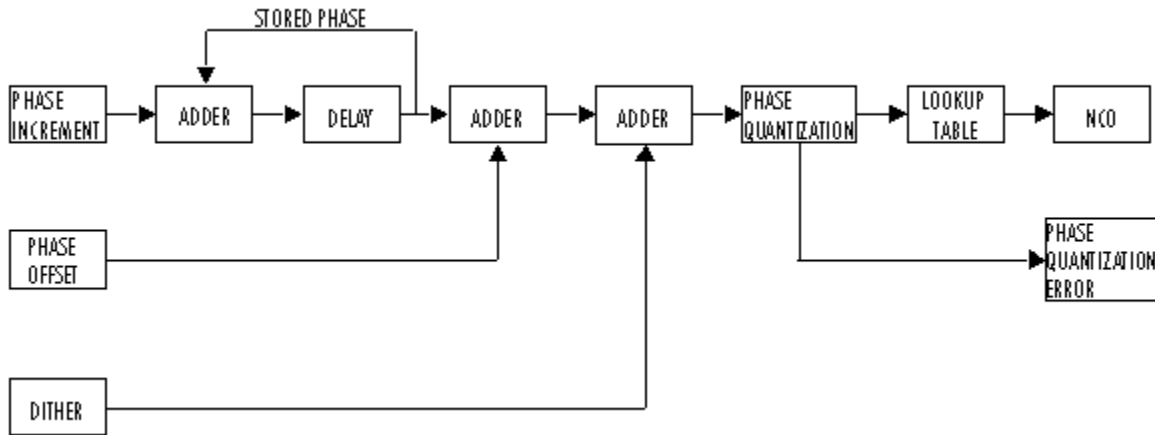 STORED PHASE
PHASE
INCREMENT
ADDER
DELAY
ADDER
ADDER
PHASE
QUANTIZATION
LOOKUP
TABLE
NCO
PHASE
OFFSET
PHASE
QUANTIZATION
ERROR
DITHER